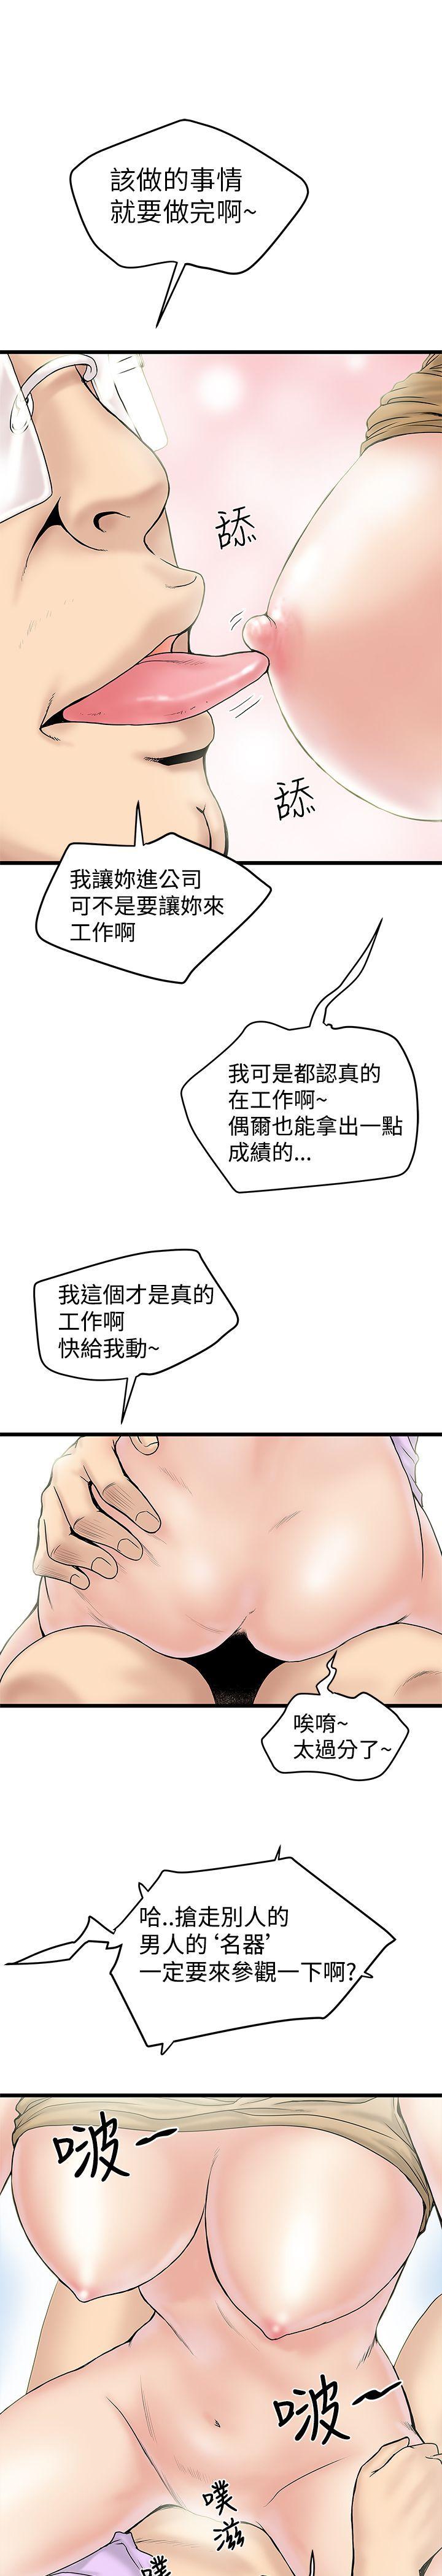 該做的事情
就要做完啊~
舔
舔
我讓妳進公司
可不是要讓妳來
工作啊
我可是都認真的
在工作啊~
偶爾也能拿出一點
成績的...
我這個才是真的
工作啊
快給我動~
唉唷~
太過分了~
哈..搶走別人的
男人的‘名器’
一定要來參觀一下啊?
啵~
啵~
噗
滋
噗